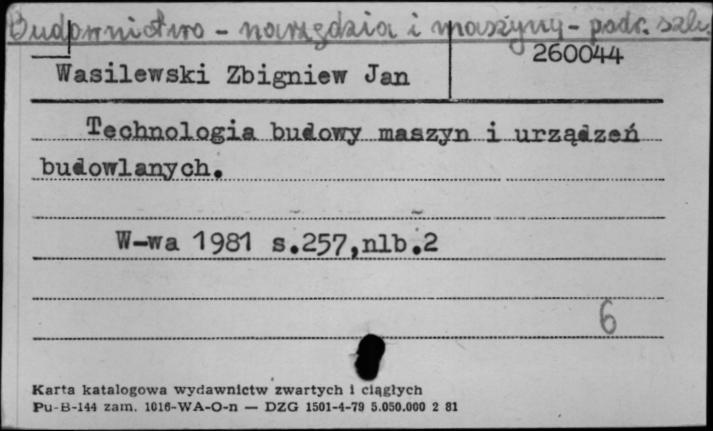 Budownictwo - narzędzia i maszyny - podr. szk.
260044
Wasilewski Zbigniew Jan
Technologia budowy maszyn i urządzeń
budowlanych.
W-wa 1981 s.257,nlb.2
6
Karta katalogowa wydawnictw zwartych i ciągłych
Pu-B-144 zam. 1016-WA-O-n — DZG 1501-4-79 5.050.000 2 81